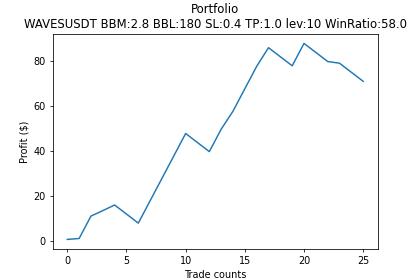 Portfolio
WAVESUSDT BBM:2.8 BBL:180 SL:0.4 TP:1.0 lev:10 WinRatio:58.0
Profit ($)
80
60
40
20
0
0 5 10 15 20 25
Trade counts